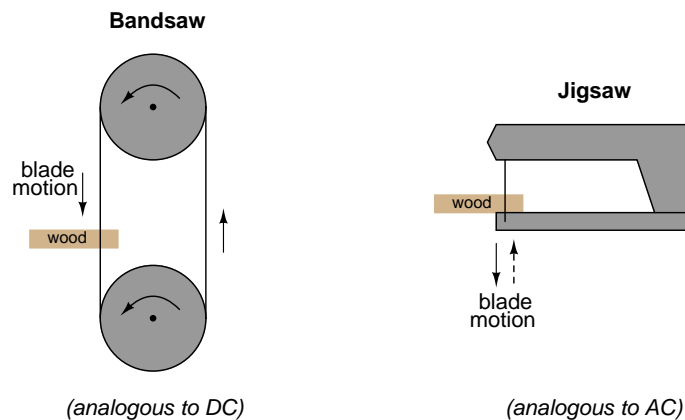 Bandsaw
blade
motion
wood
(analogous to DC)
Jigsaw
wood
blade
motion
(analogous to AC)